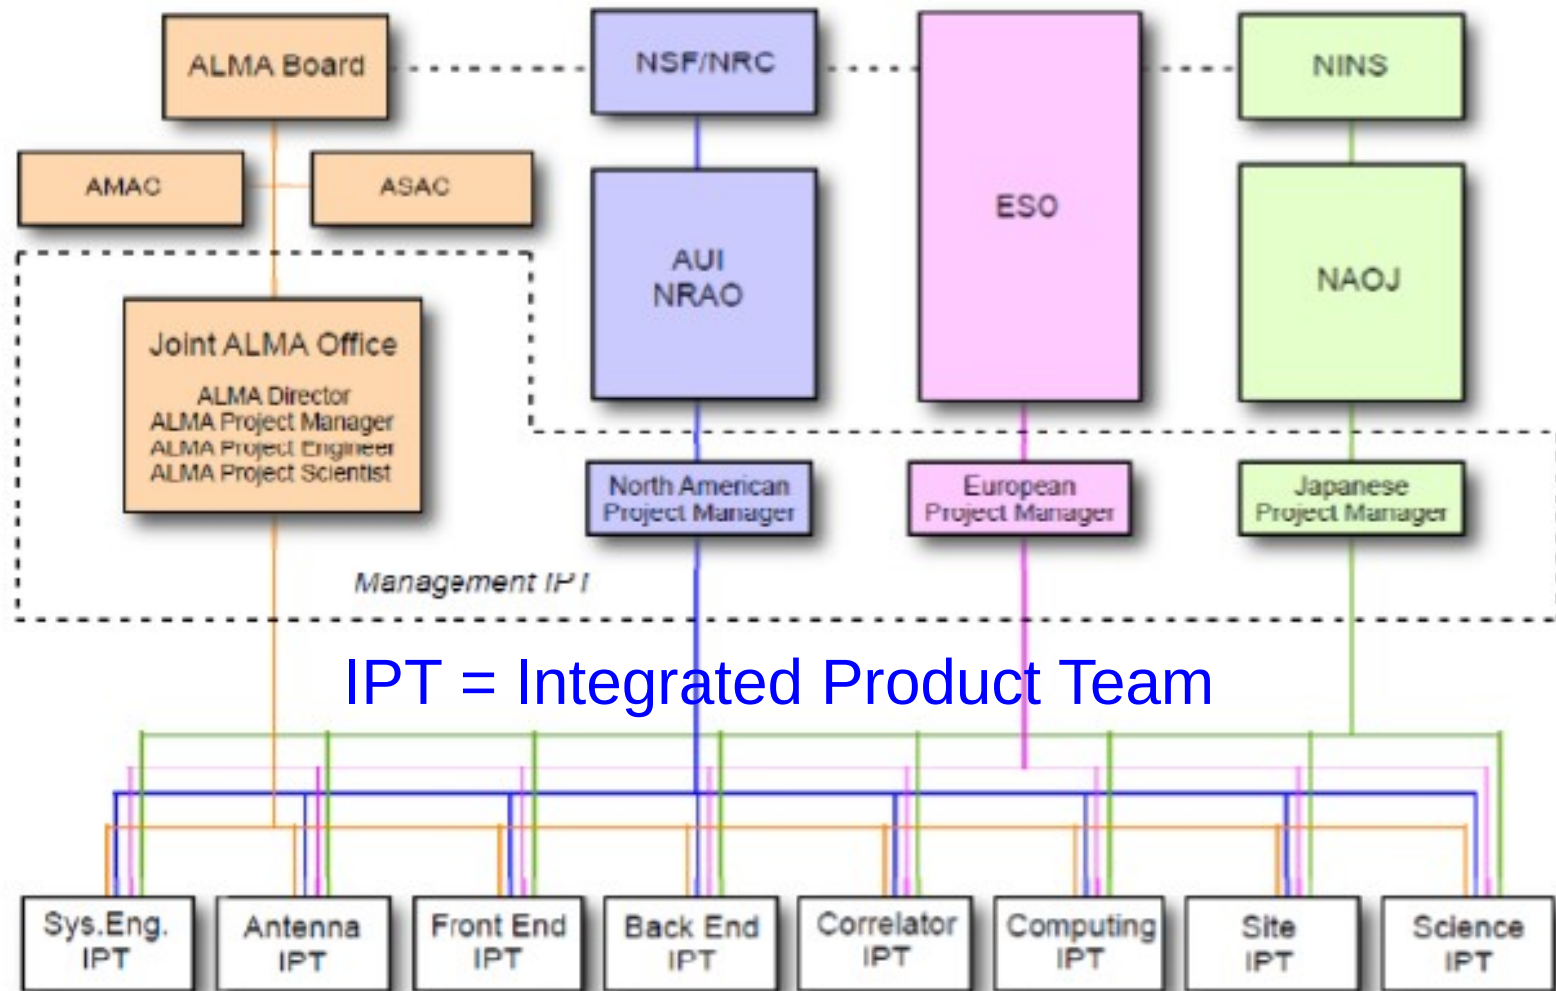 ALMA Board
NSF/NRC
NINS
AMAC
ASAC
ESO
AUI
NRAO
NAOJ
Joint ALMA Office
ALMA Director
ALMA Project Manager
ALMA Project Engineer
ALMA Project Scientist
North American
Project Manager
European
Project Manager
Japanese
Project Manager
Management IPT
IPT = Integrated Product Team
Sys.Eng.
IPT
Antenna
IPT
Front End
IPT
Back End
IPT
Correlator
IPT
Computing
IPT
Site
IPT
Science
IPT